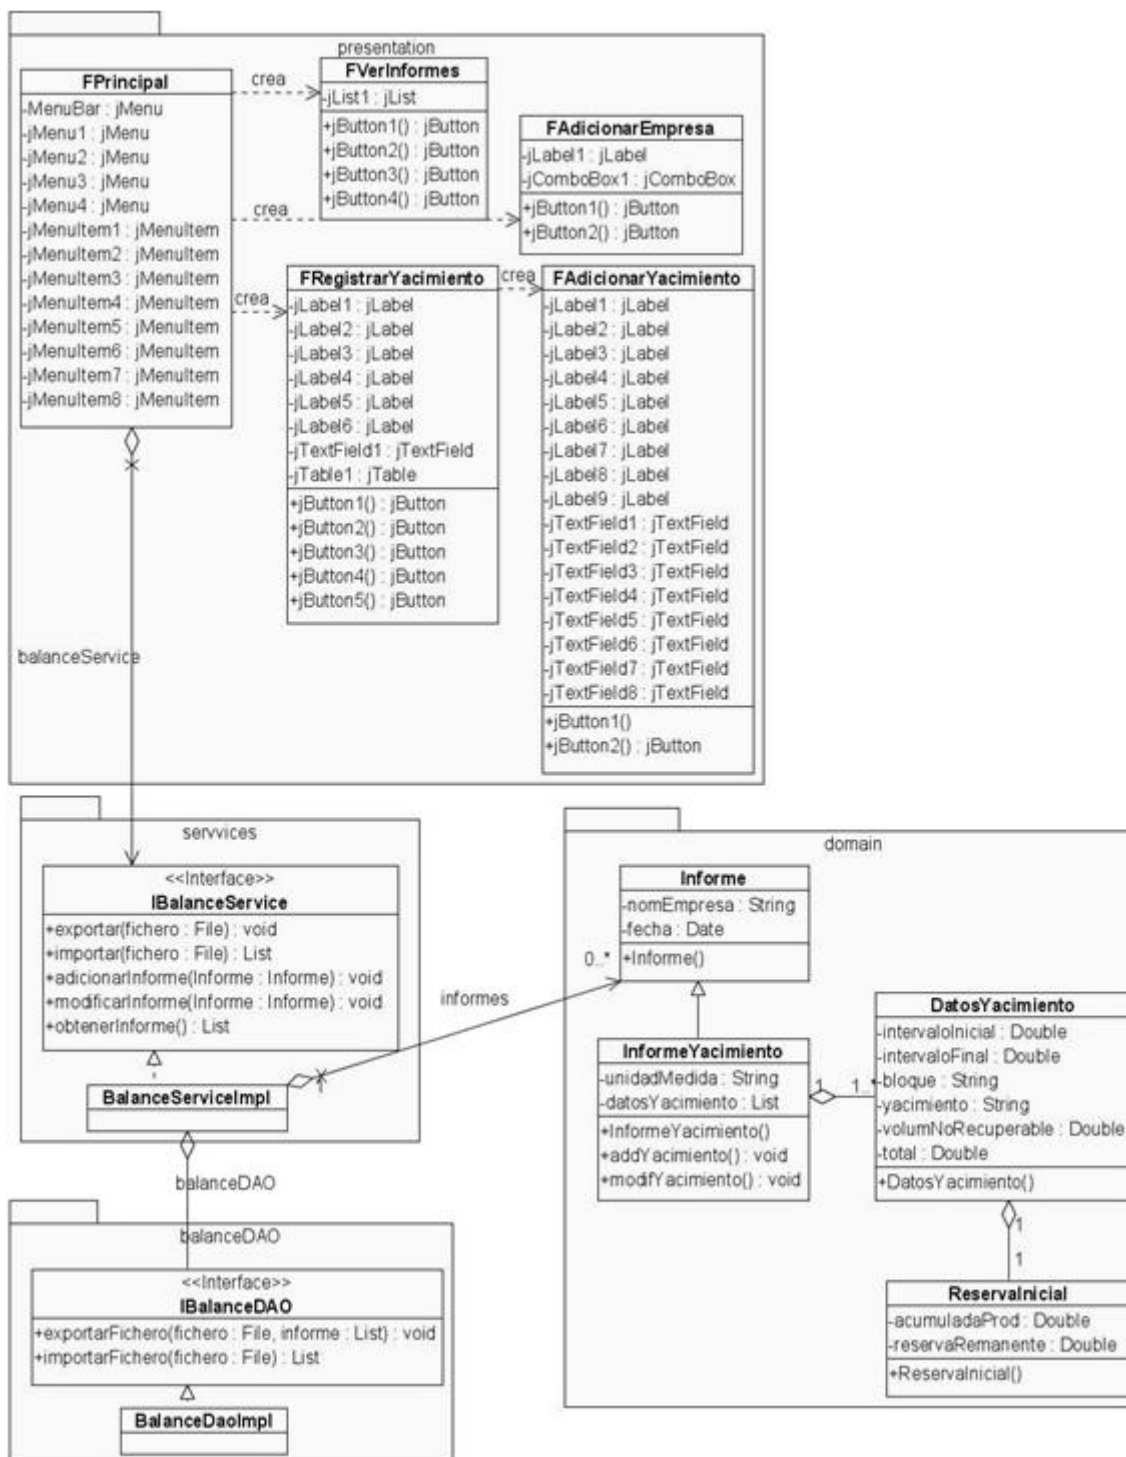 presentation
FPrincipal
-MenuBar : jMenu
-jMenu1 : jMenu
-jMenu2 : jMenu
-jMenu3 : jMenu
-jMenu4 : jMenu
-jMenuItem1 : jMenuItem
-jMenuItem2 : jMenuItem
-jMenuItem3 : jMenuItem
-jMenuItem4 : jMenuItem
-jMenuItem5 : jMenuItem
-jMenuItem6 : jMenuItem
-jMenuItem7 : jMenuItem
-jMenuItem8 : jMenuItem
crea
FVerInformes
-jList1 : jList
+jButton1() : jButton
+jButton2() : jButton
+jButton3() : jButton
+jButton4() : jButton
crea
FAdicionarEmpresa
-jLabel1 : jLabel
-jComboBox1 : jComboBox
+jButton1() : jButton
+jButton2() : jButton
crea
FRegistrarYacimiento
-jLabel1 : jLabel
-jLabel2 : jLabel
-jLabel3 : jLabel
-jLabel4 : jLabel
-jLabel5 : jLabel
-jLabel6 : jLabel
-jTextField1 : jTextField
-jTable1 : jTable
+jButton1() : jButton
+jButton2() : jButton
+jButton3() : jButton
+jButton4() : jButton
+jButton5() : jButton
crea
FAdicionarYacimiento
-jLabel1 : jLabel
-jLabel2 : jLabel
-jLabel3 : jLabel
-jLabel4 : jLabel
-jLabel5 : jLabel
-jLabel6 : jLabel
-jLabel7 : jLabel
-jLabel8 : jLabel
-jLabel9 : jLabel
-jTextField1 : jTextField
-jTextField2 : jTextField
-jTextField3 : jTextField
-jTextField4 : jTextField
-jTextField5 : jTextField
-jTextField6 : jTextField
-jTextField7 : jTextField
-jTextField8 : jTextField
+jButton1()
+jButton2() : jButton
balanceService
servvices
<<Interface>>
IBalanceService
+exportar(fichero : File) : void
+importar(fichero : File) : List
+adicionarInforme(Informe : Informe) : void
+modificarInforme(Informe : Informe) : void
+obtenerInforme() : List
BalanceServiceImpl
1
informes
0..*
balanceDAO
balanceDAO
<<Interface>>
IBalanceDAO
+exportarFichero(fichero : File, informe : List) : void
+importarFichero(fichero : File) : List
BalanceDaoImpl
domain
Informe
-nomEmpresa : String
-fecha : Date
+Informe()
InformeYacimiento
-unidadMedida : String
-datosYacimiento : List
+InformeYacimiento()
+addYacimiento() : void
+modifYacimiento() : void
1
1..*
DatosYacimiento
-intervaloInicial : Double
-intervaloFinal : Double
-bloque : String
-yacimiento : String
-volumNoRecuperable : Double
-total : Double
+DatosYacimiento()
1
1
ReservaInicial
-acumuladaProd : Double
-reservaRemanente : Double
+ReservaInicial()